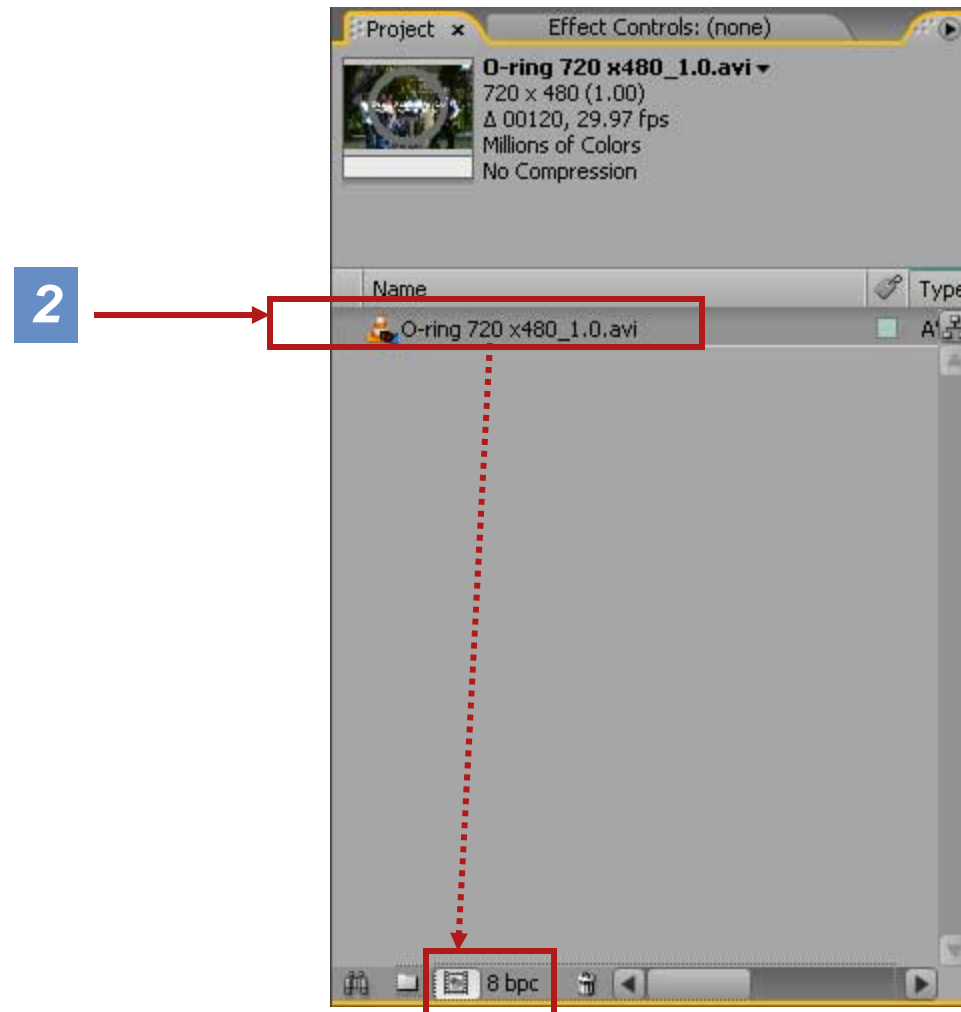 Project × Effect Controls: (none)
O-ring 720 x480_1.0.avi
720 x 480 (1.00)
Δ 00120, 29.97 fps
Millions of Colors
No Compression
Name Type
2
O-ring 720 x480_1.0.avi
8 bpc